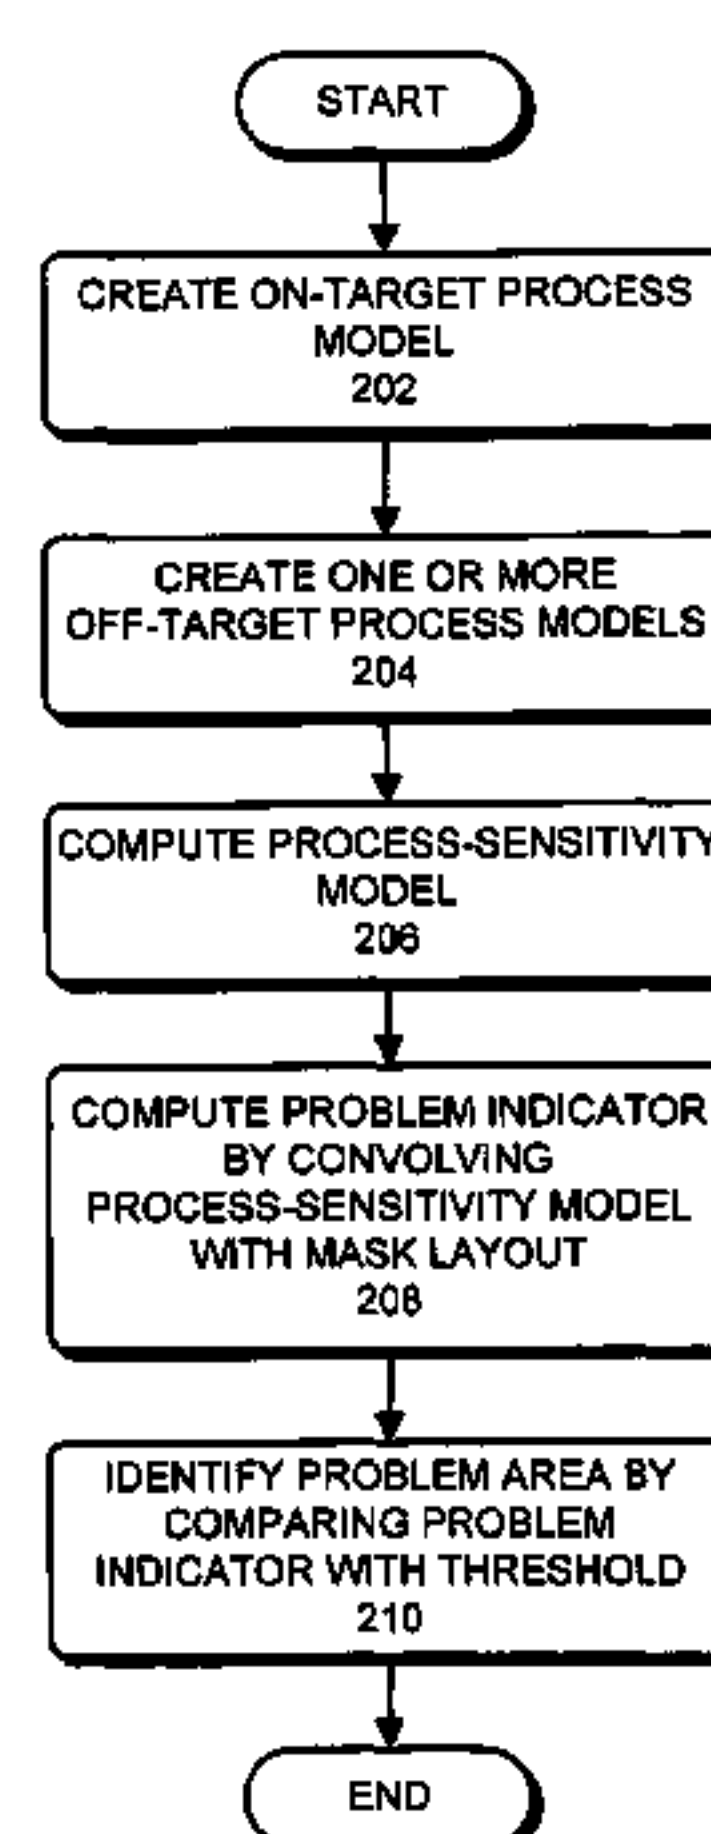 START
CREATE ON-TARGET PROCESS
MODEL
202
CREATE ONE OR MORE
OFF-TARGET PROCESS MODELS
204
COMPUTE PROCESS-SENSITIVITY
MODEL
206
COMPUTE PROBLEM INDICATOR
BY CONVOLVING
PROCESS-SENSITIVITY MODEL
WITH MASK LAYOUT
208
IDENTIFY PROBLEM AREA BY
COMPARING PROBLEM
INDICATOR WITH THRESHOLD
210
END